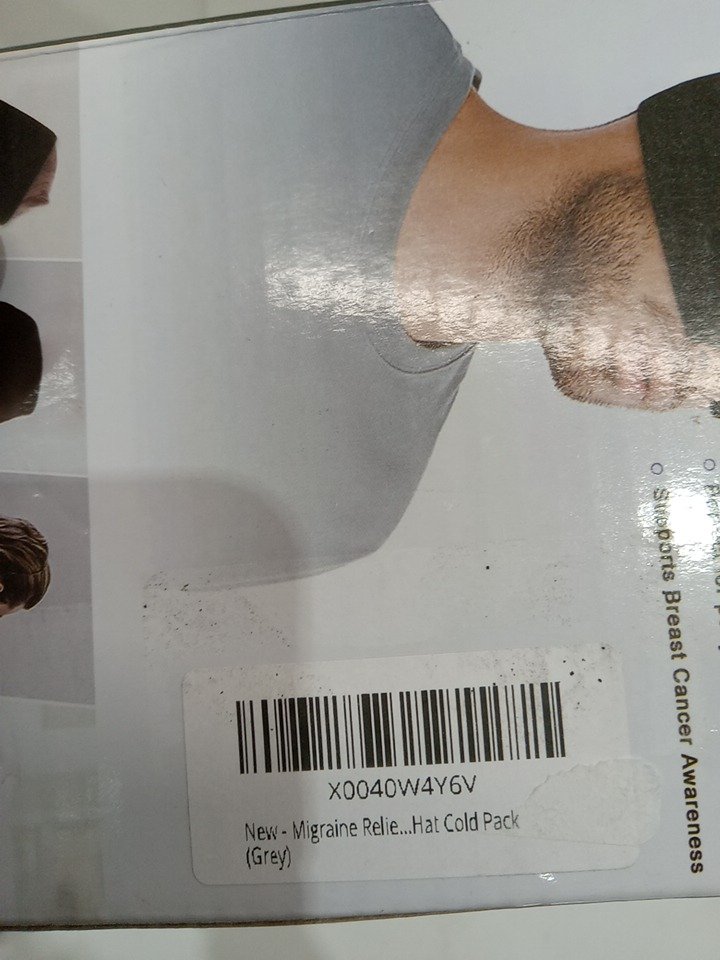 Supports Breast Cancer Awareness
X0040W4Y6V
New - Migraine Relie...Hat Cold Pack
(Grey)